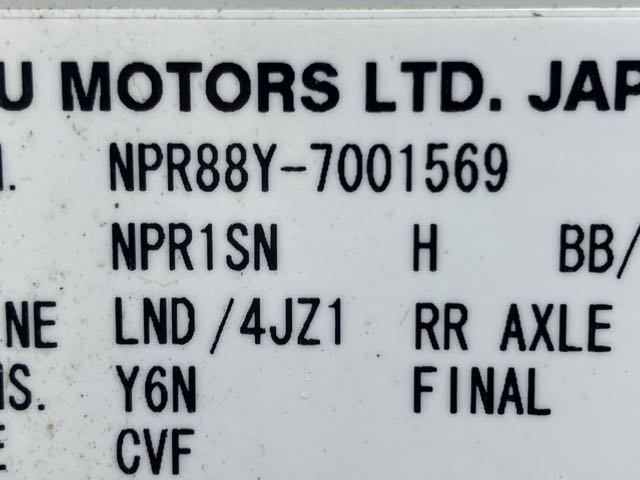 U MOTORS LTD. JAP
. NPR88Y-7001569
NPR1SN H BB/
NE LND/4JZ1 RR AXLE
S. Y6N FINAL
E CVF